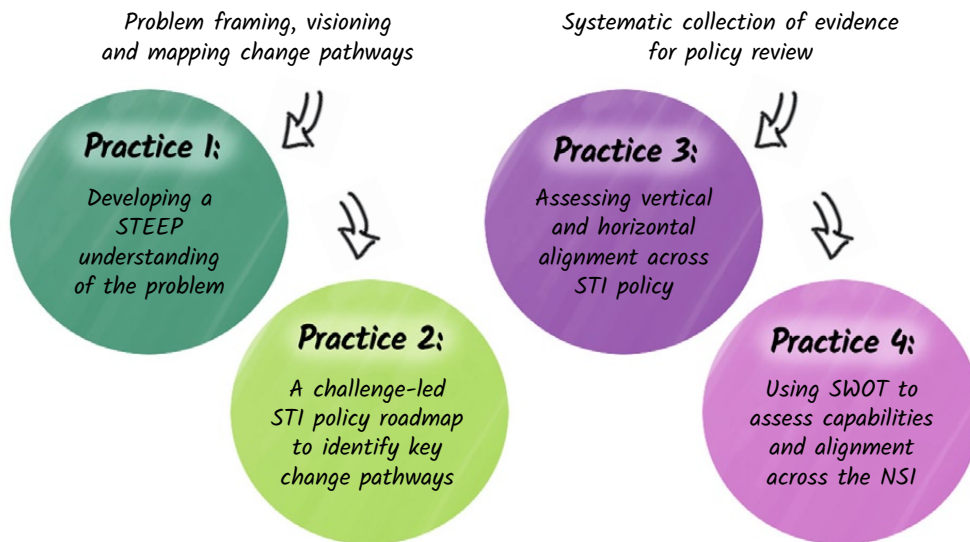 Problem framing, visioning
and mapping change pathways
Practice 1:
Developing a
STEEP
understanding
of the problem
Practice 2:
A challenge-led
STI policy roadmap
to identify key
change pathways
Systematic collection of evidence
for policy review
Practice 3:
Assessing vertical
and horizontal
alignment across
STI policy
Practice 4:
Using SWOT to
assess capabilities
and alignment
across the NSI